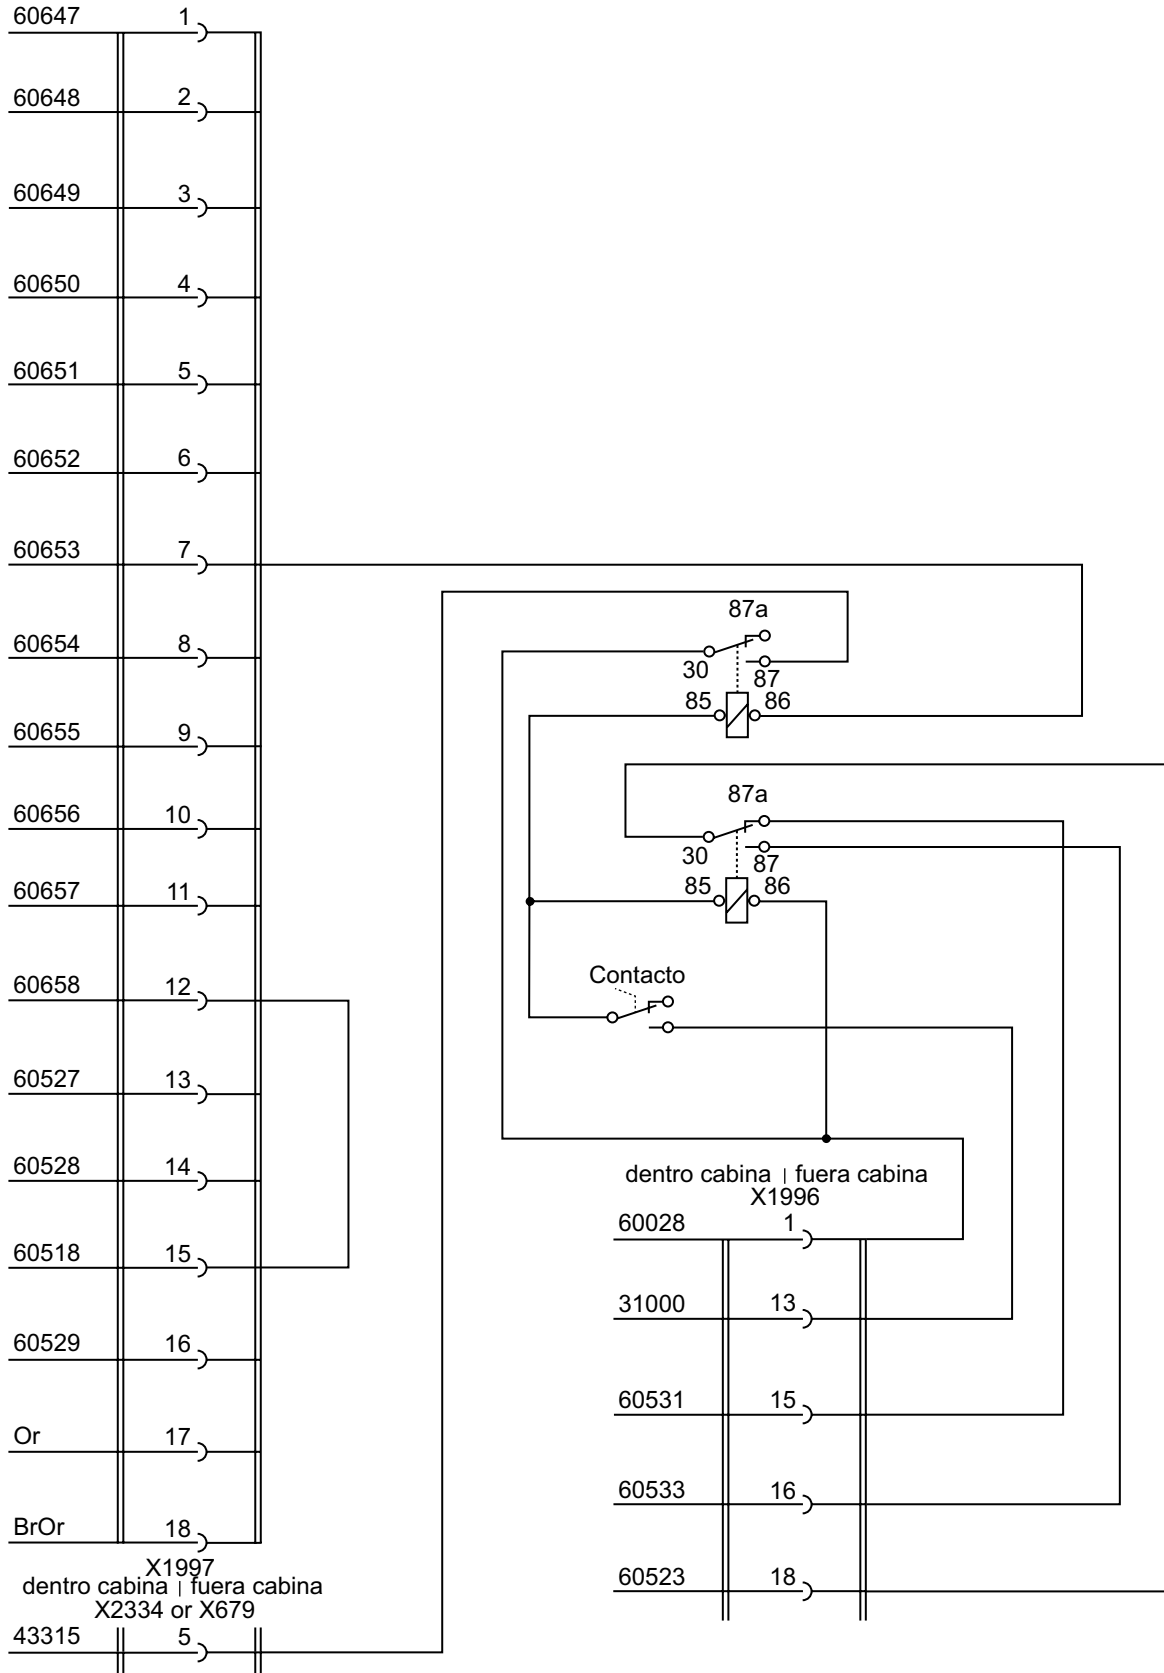 60647 1
60648 2
60649 3
60650 4
60651 5
60652 6
60653 7
87a
60654 8
30
87
85 86
60655 9
87a
60656 10
30
87
60657 11
85 86
Contacto
60658 12
60527 13
60528 14
dentro cabina | fuera cabina
X1996
60028 1
60518 15
31000 13
60529 16
60531 15
Or 17
60533 16
BrOr 18
X1997
dentro cabina | fuera cabina
X2334 or X679
60523 18
43315 5